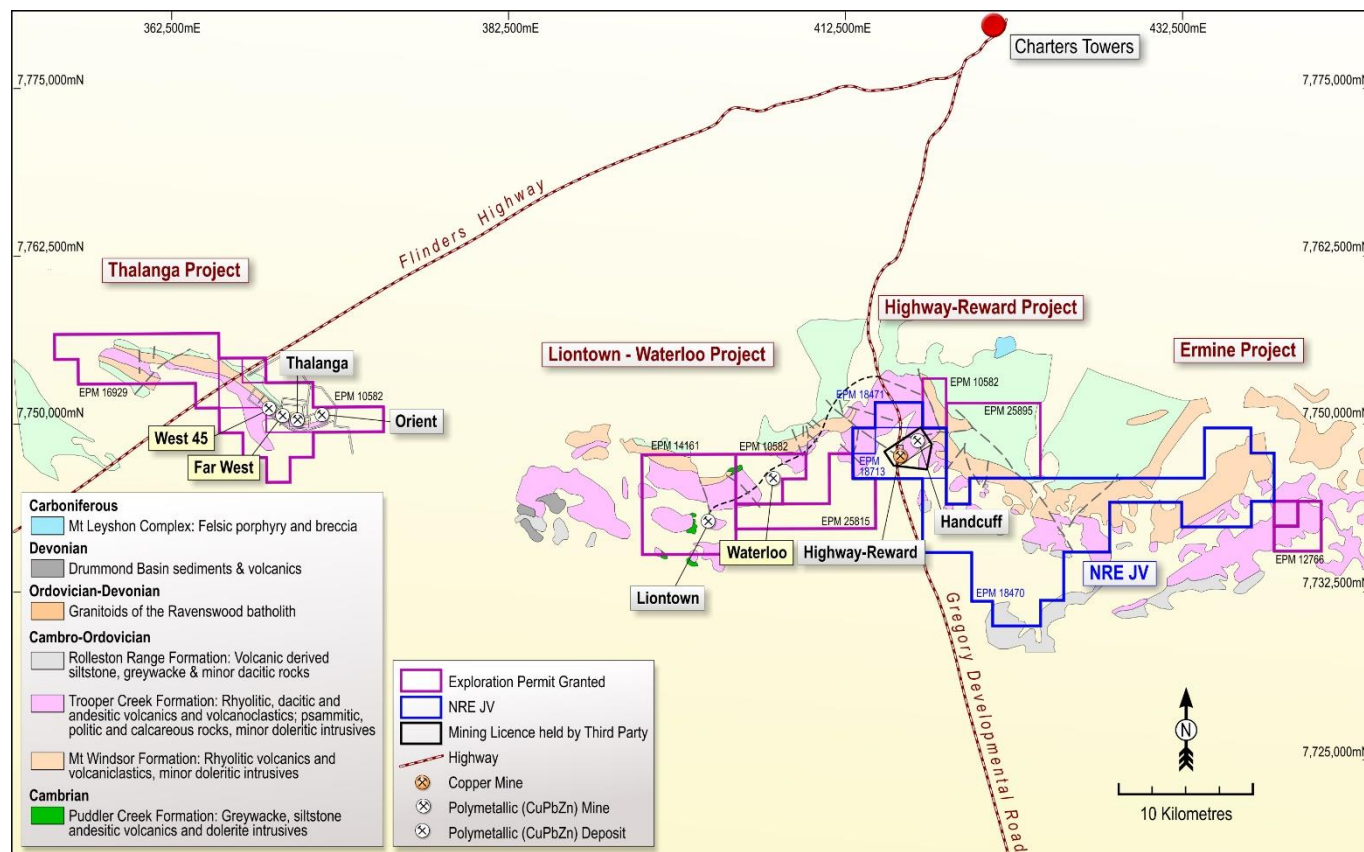 362,500mE
382,500mE
412,500mE
432,500mE
Charters Towers
7,775,000mN
7,775,000mN
Flinders Highway
7,762,500mN
7,762,500mN
Thalanga Project
Highway-Reward Project
Liontown - Waterloo Project
Ermine Project
Thalanga
EPM 16929
EPM 10582
Orient
West 45
Far West
EPM 18471
EPM 10582
EPM 25895
7,750,000mN
7,750,000mN
EPM 14161
EPM 10582
EPM
18713
EPM 25815
Handcuff
Waterloo
Highway-Reward
Liontown
NRE JV
EPM 12766
EPM 18470
7,732,500mN
Gregory Developmental Road
7,725,000mN
Carboniferous
Mt Leyshon Complex: Felsic porphyry and breccia
Devonian
Drummond Basin sediments & volcanics
Ordovician-Devonian
Granitoids of the Ravenswood batholith
Cambro-Ordovician
Rolleston Range Formation: Volcanic derived
siltstone, greywacke & minor dacitic rocks
Trooper Creek Formation: Rhyolitic, dacitic and
andesitic volcanics and volcanoclastics; psammitic,
politic and calcareous rocks, minor doleritic intrusives
Mt Windsor Formation: Rhyolitic volcanics and
volcaniclastics, minor doleritic intrusives
Cambrian
Puddler Creek Formation: Greywacke, siltstone
andesitic volcanics and dolerite intrusives
Exploration Permit Granted
NRE JV
Mining Licence held by Third Party
Highway
Copper Mine
Polymetallic (CuPbZn) Mine
Polymetallic (CuPbZn) Deposit
N
10 Kilometres